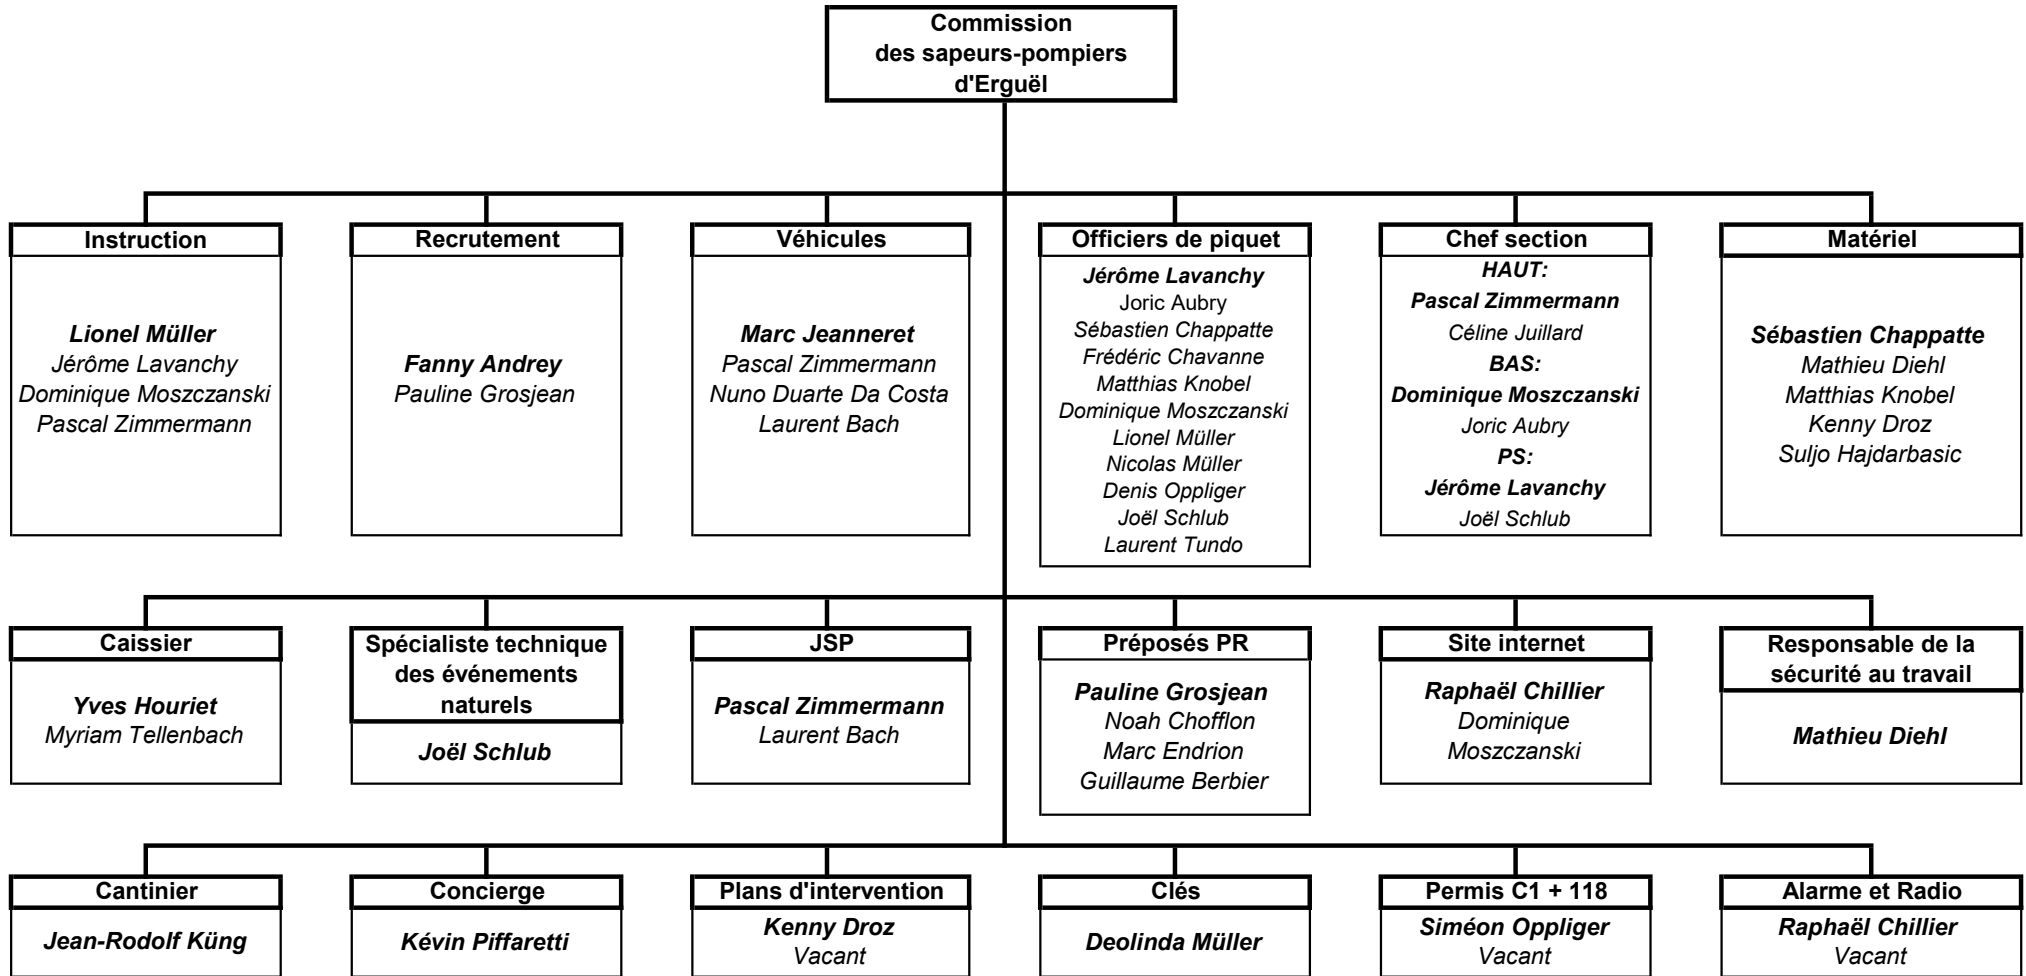 Commission
des sapeurs-pompiers
d'Erguël
Instruction
Lionel Müller
Jérôme Lavanchy
Dominique Moszczanski
Pascal Zimmermann
Recrutement
Fanny Andrey
Pauline Grosjean
Véhicules
Marc Jeanneret
Pascal Zimmermann
Nuno Duarte Da Costa
Laurent Bach
Officiers de piquet
Jérôme Lavanchy
Joric Aubry
Sébastien Chappatte
Frédéric Chavanne
Matthias Knobel
Dominique Moszczanski
Lionel Müller
Nicolas Müller
Denis Oppliger
Joël Schlub
Laurent Tundo
Chef section
HAUT:
Pascal Zimmermann
Céline Juillard
BAS:
Dominique Moszczanski
Joric Aubry
PS:
Jérôme Lavanchy
Joël Schlub
Matériel
Sébastien Chappatte
Mathieu Diehl
Matthias Knobel
Kenny Droz
Suljo Hajdarbasic
Caissier
Yves Houriet
Myriam Tellenbach
Spécialiste technique
des événements
naturels
Joël Schlub
JSP
Pascal Zimmermann
Laurent Bach
Préposés PR
Pauline Grosjean
Noah Chofflon
Marc Endrion
Guillaume Berbier
Site internet
Raphaël Chillier
Dominique
Moszczanski
Responsable de la
sécurité au travail
Mathieu Diehl
Cantinier
Jean-Rodolf Küng
Concierge
Kévin Piffaretti
Plans d'intervention
Kenny Droz
Vacant
Clés
Deolinda Müller
Permis C1 + 118
Siméon Oppliger
Vacant
Alarme et Radio
Raphaël Chillier
Vacant